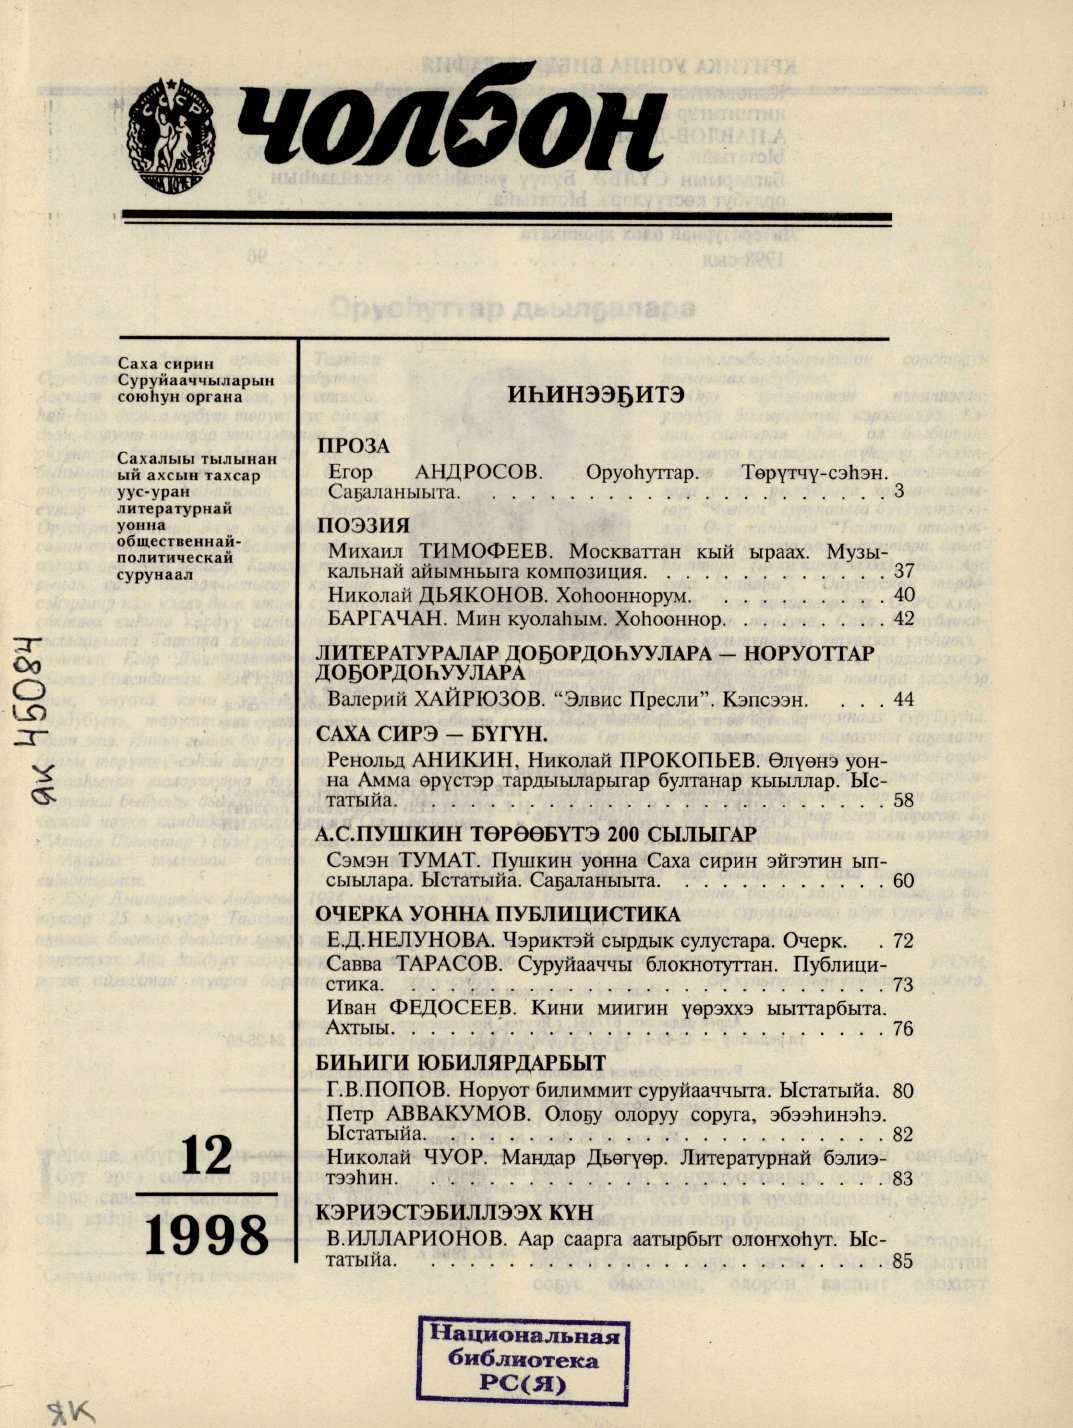 СССР
ЧОЛБОН
Саха сирин
Суруйааччыларын
союһун органа
Сахалыы тылынан
ый ахсын тахсар
уус-уран
литературнай
уонна
общественнай-
политическай
сурунаал
12
1998
ИҺИНЭЭҔИТЭ
ПРОЗА
Егор АНДРОСОВ. Оруоһуттар. Төрүтчү-сэһэн.
Саҕаланыыта. . . . . . . . . . . . . . . . . . . 3
ПОЭЗИЯ
Михаил ТИМОФЕЕВ. Москваттан кый ыраах. Музы-
кальнай айымньыга композиция. . . . . . . . . . . 37
Николай ДЬЯКОНОВ. Хоһооннорум. . . . . . . . . 40
БАРГАЧАН. Мин куолаһым. Хоһооннор. . . . . . . . 42
ЛИТЕРАТУРАЛАР ДОҔОРДОҺУУЛАРА — НОРУОТТАР
ДОҔОРДОҺУУЛАРА
Валерий ХАЙРЮЗОВ. “Элвис Пресли”. Кэпсээн. . . . 44
САХА СИРЭ — БҮГҮН.
Ренольд АНИКИН, Николай ПРОКОПЬЕВ. Өлүөнэ уон-
на Амма өрүстэр тардыыларыгар бултанар кыыллар. Ыс-
татыйа. . . . . . . . . . . . . . . . . . . . . . 58
А.С.ПУШКИН ТӨРӨӨБҮТЭ 200 СЫЛЫГАР
Сэмэн ТУМАТ. Пушкин уонна Саха сирин эйгэтин ып-
сыылара. Ыстатыйа. Саҕаланыыта. . . . . . . . . . 60
ОЧЕРКА УОННА ПУБЛИЦИСТИКА
Е.Д.НЕЛУНОВА. Чэриктэй сырдык сулустара. Очерк. . 72
Савва ТАРАСОВ. Суруйааччы блокнотуттан. Публици-
стика. . . . . . . . . . . . . . . . . . . . . . 73
Иван ФЕДОСЕЕВ. Кини миигин үөрэххэ ыыттарбыта.
Ахтыы. . . . . . . . . . . . . . . . . . . . . . 76
БИҺИГИ ЮБИЛЯРДАРБЫТ
Г.В.ПОПОВ. Норуот билиммит суруйааччыта. Ыстатыйа. 80
Петр АВВАКУМОВ. Олоҕу олоруу соруга, эбээһинэһэ.
Ыстатыйа. . . . . . . . . . . . . . . . . . . . . 82
Николай ЧУОР. Мандар Дьөгүөр. Литературнай бэлиэ-
тээһин. . . . . . . . . . . . . . . . . . . . . . 83
КЭРИЭСТЭБИЛЛЭЭХ КҮН
В.ИЛЛАРИОНОВ. Аар саарга аатырбыт олоҥхоһут. Ыс-
татыйа. . . . . . . . . . . . . . . . . . . . . . 85
Национальная
библиотека
РС(Я)
як 45084
ЯК